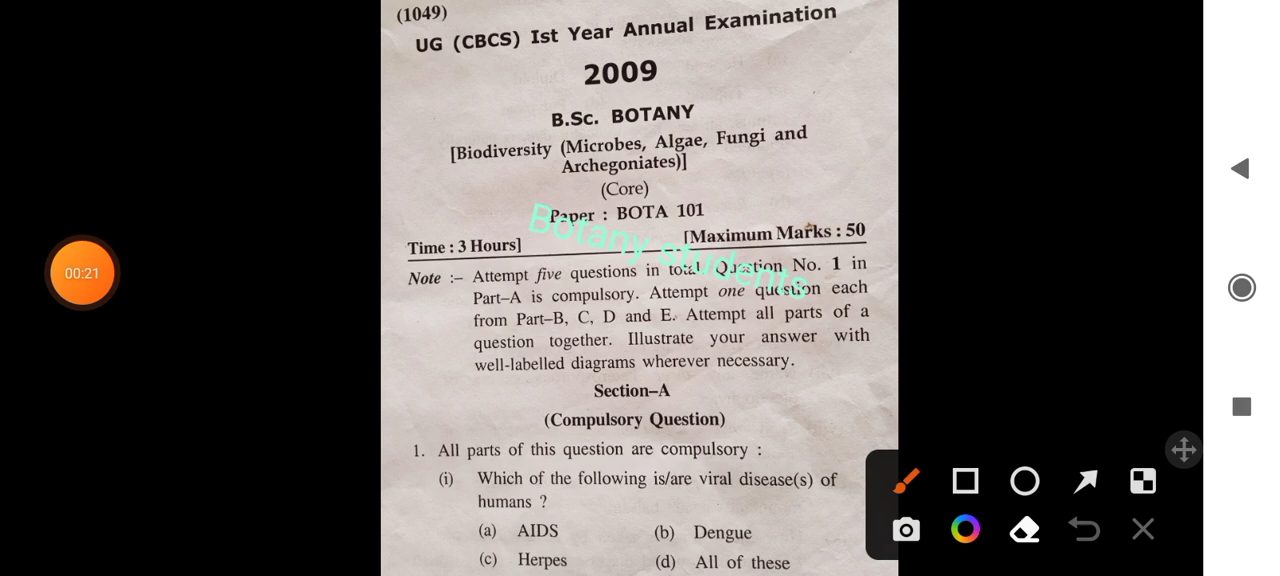 (1049)
UG (CBCS) Ist Year Annual Examination
2009
B.Sc. BOTANY
[Biodiversity (Microbes, Algae, Fungi and
Archegoniates)]
(Core)
Paper : BOTA 101
Botany students
Time : 3 Hours] [Maximum Marks : 50
Note :– Attempt five questions in total Question No. 1 in
Part–A is compulsory. Attempt one question each
from Part–B, C, D and E. Attempt all parts of a
question together. Illustrate your answer with
well-labelled diagrams wherever necessary.
Section–A
(Compulsory Question)
1. All parts of this question are compulsory :
(i) Which of the following is/are viral disease(s) of
humans ?
(a) AIDS (b) Dengue
(c) Herpes (d) All of these
00:21